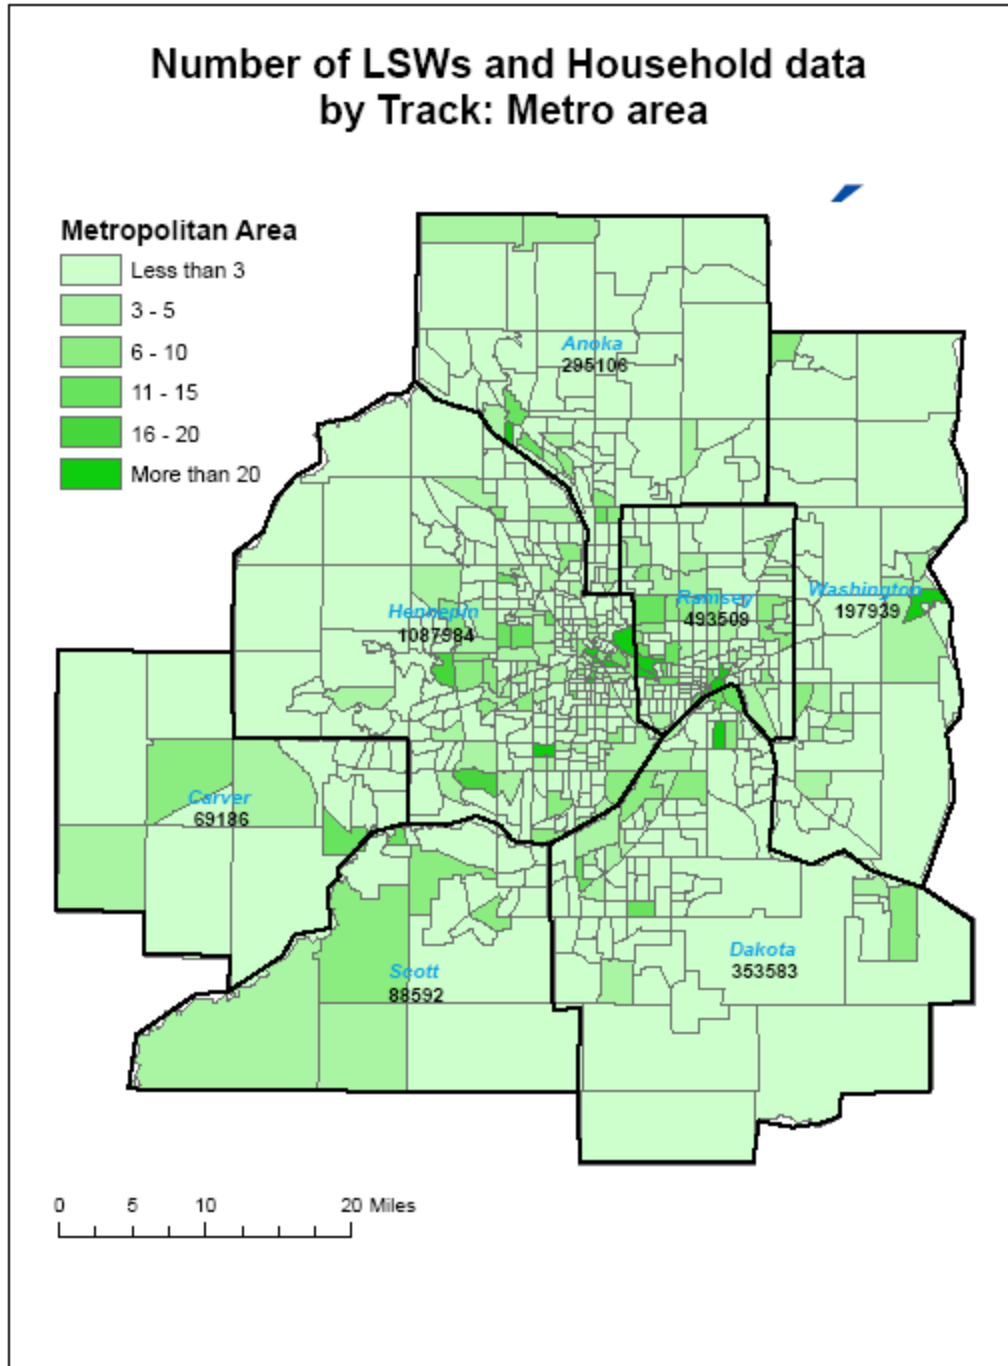 Number of LSWs and Household data
by Track: Metro area
Metropolitan Area
Less than 3
3 - 5
6 - 10
11 - 15
16 - 20
More than 20
Anoka
295106
Hennepin
1087984
Ramsey
493509
Washington
197939
Carver
69186
Scott
88592
Dakota
353583
0 5 10 20 Miles